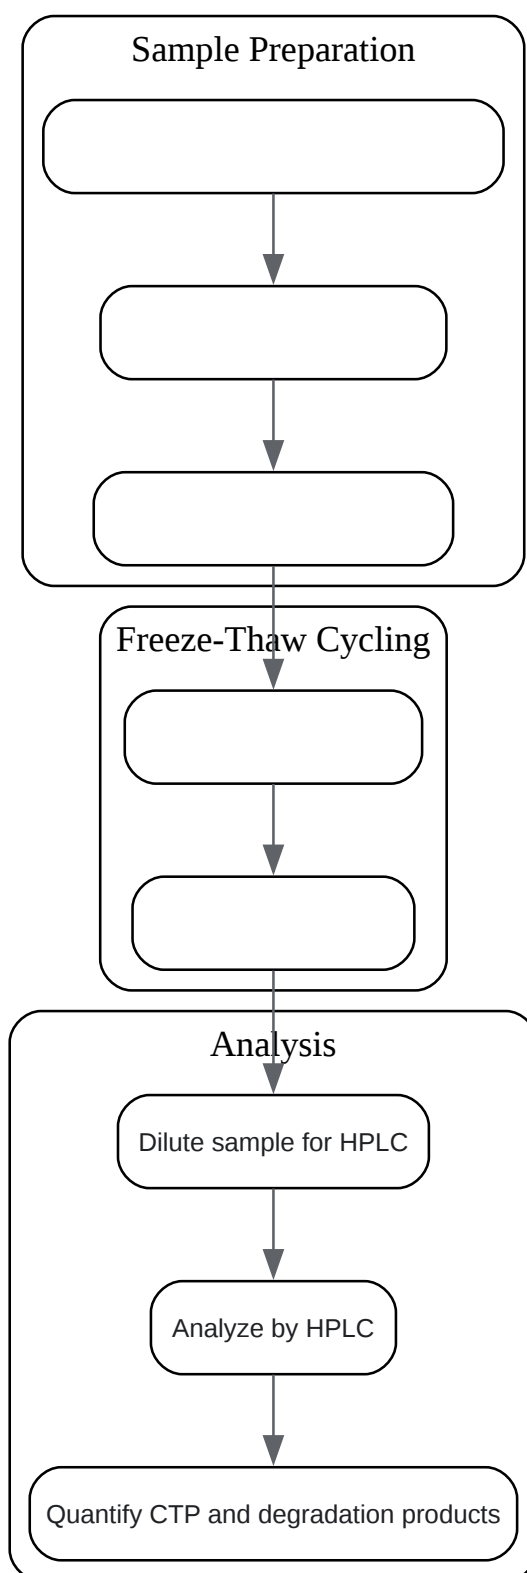 Sample Preparation
Freeze-Thaw Cycling
Analysis
Dilute sample for HPLC
Analyze by HPLC
Quantify CTP and degradation products